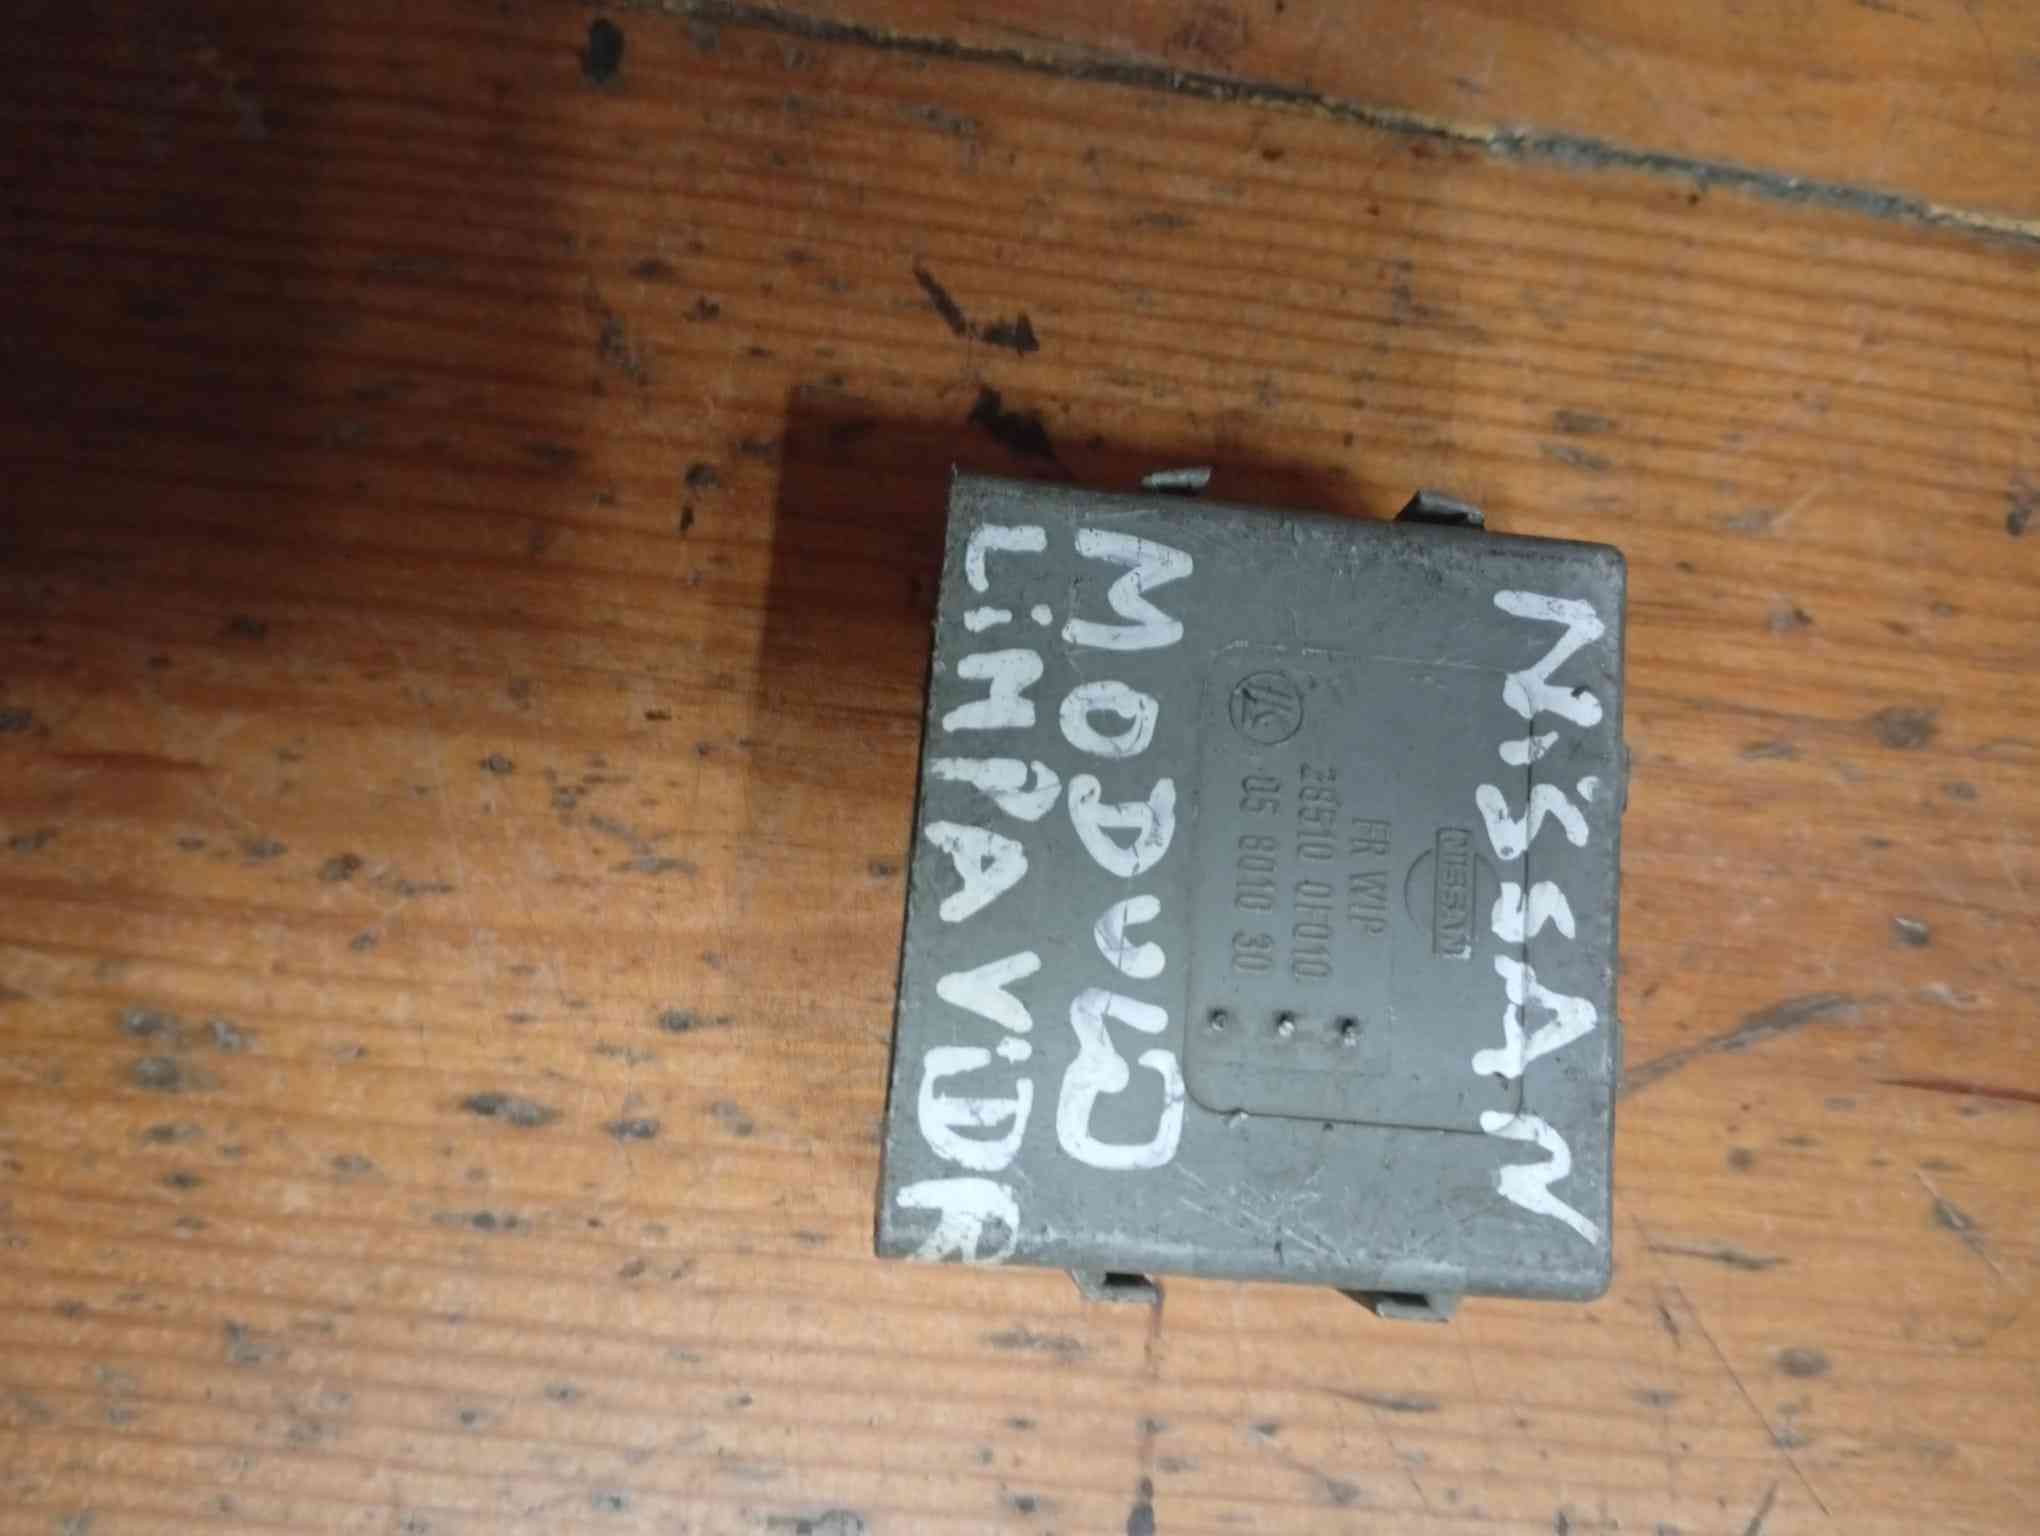 NiSSAN
NISSAN
FR WIP
28510 0F010
05 8010 30
MODULO
LiMPAVIDR